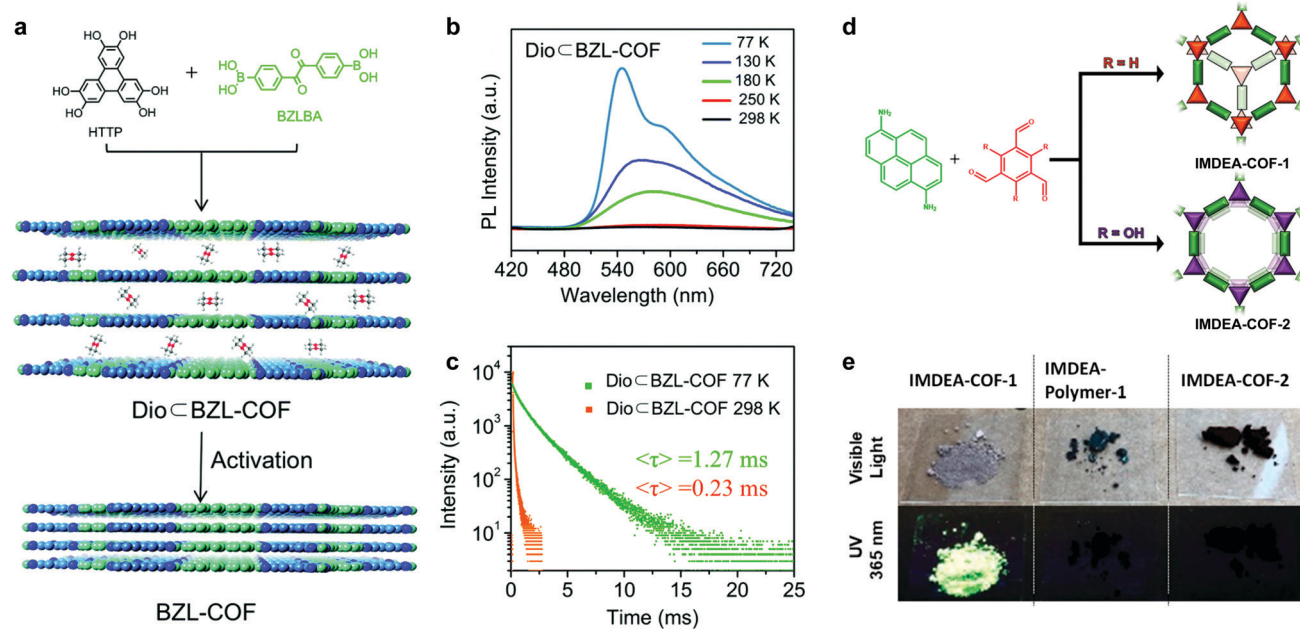 a
HO
OH
HO
OH
HO
OH
HTTP
+
HO
B
HO
O
O
OH
B
OH
BZLBA
Dio⊂BZL-COF
Activation
BZL-COF
b
Dio⊂BZL-COF
77 K
130 K
180 K
250 K
298 K
PL Intensity (a.u.)
420 480 540 600 660 720
Wavelength (nm)
c
Dio⊂BZL-COF 77 K
Dio⊂BZL-COF 298 K
<τ> =1.27 ms
<τ> =0.23 ms
Intensity (a.u.)
10⁴
10³
10²
10¹
0 5 10 15 20 25
Time (ms)
d
NH₂
NH₂
+
O
R
R
O
R
O
R = H
IMDEA-COF-1
R = OH
IMDEA-COF-2
e
IMDEA-COF-1
IMDEA-
Polymer-1
IMDEA-COF-2
Visible
Light
UV
365 nm